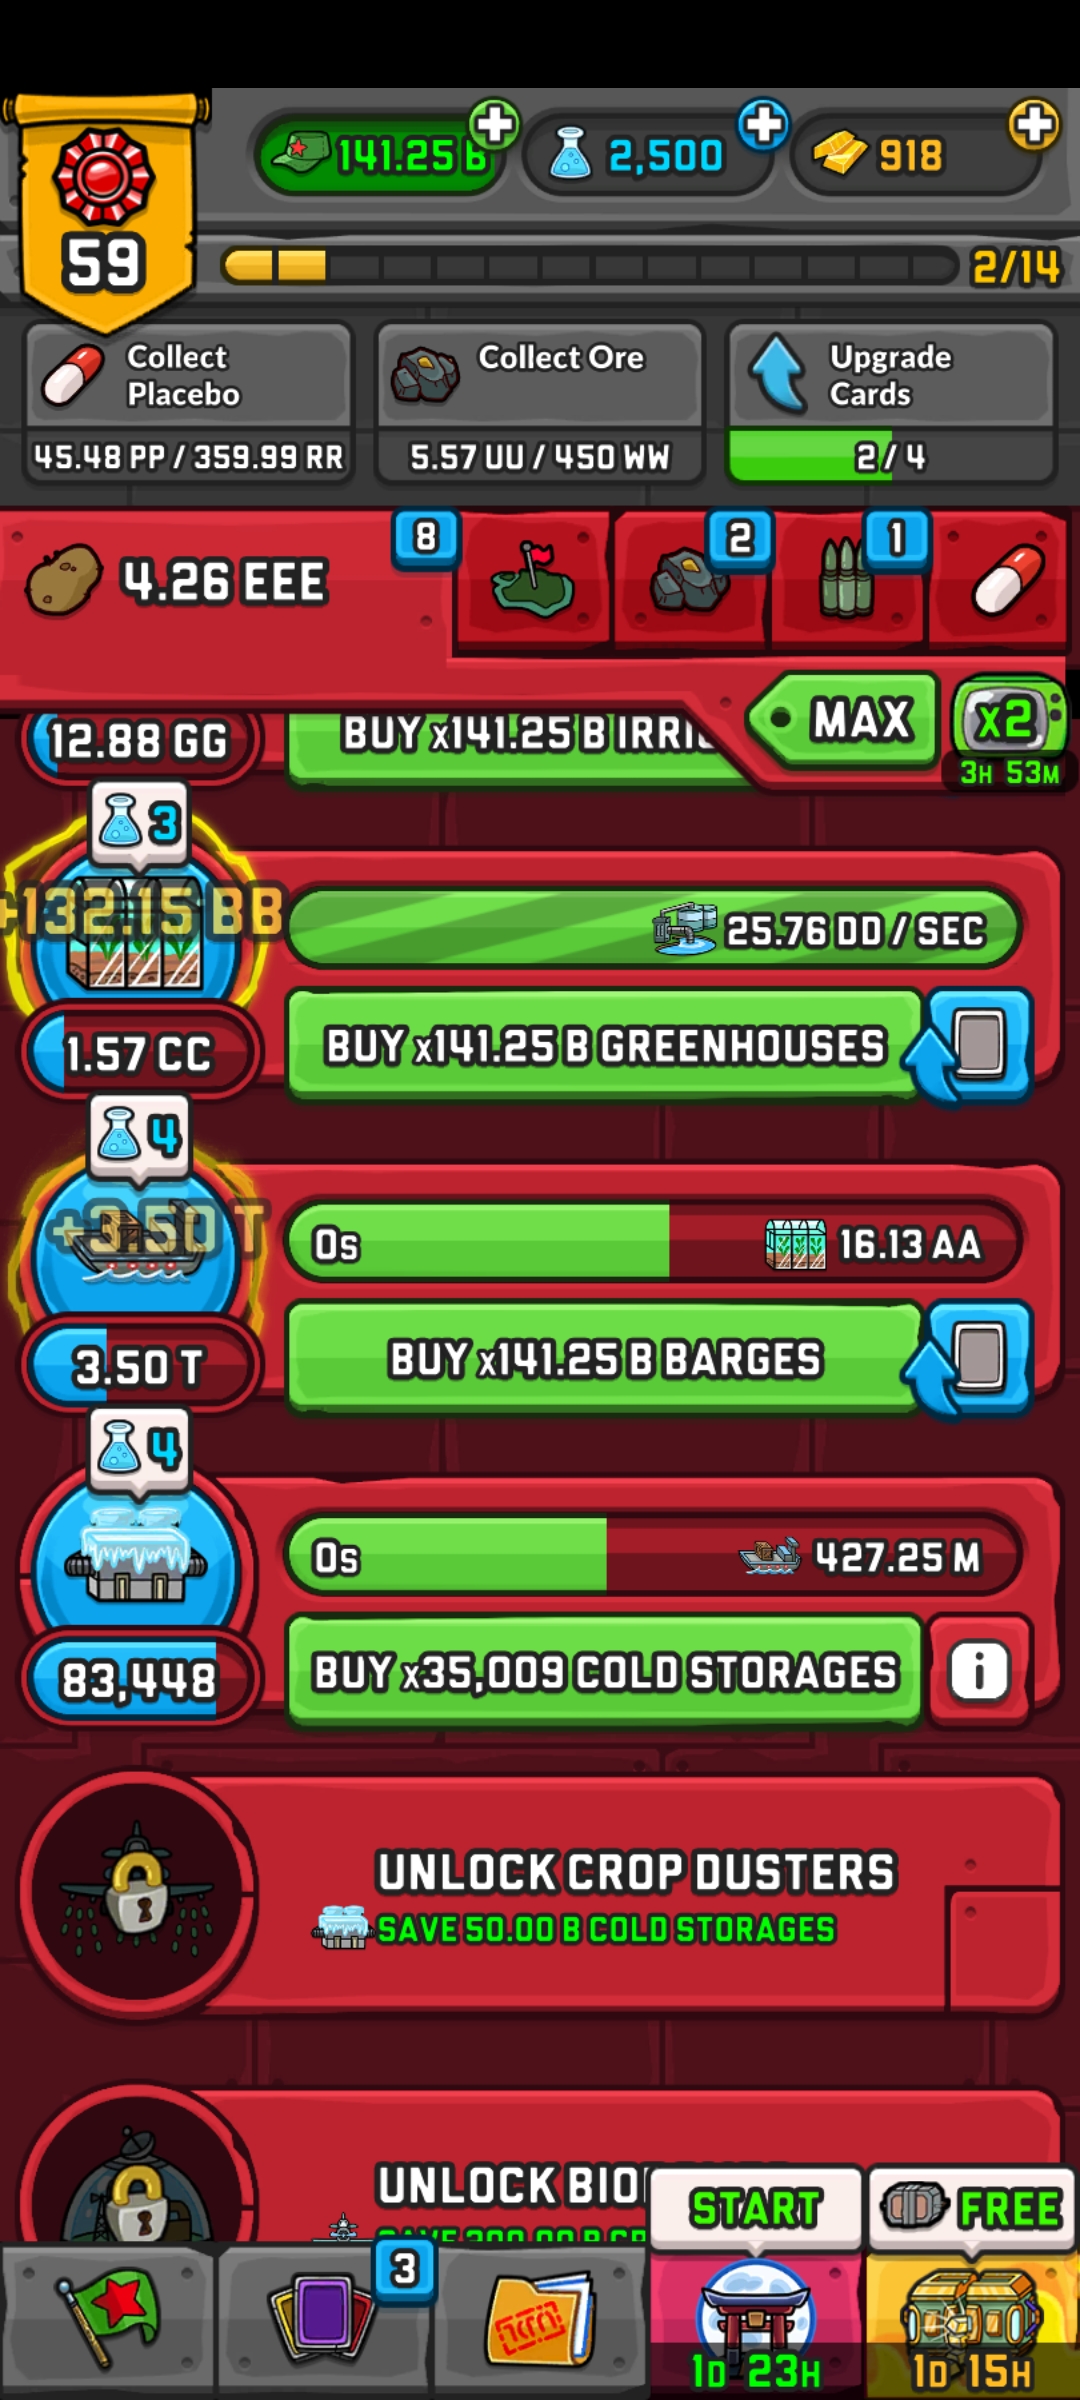 141.25 B
2,500
918
59
2/14
Collect
Placebo
45.48 PP / 359.99 RR
Collect Ore
5.57 UU / 450 WW
Upgrade
Cards
2 / 4
4.26 EEE
8
2
1
MAX
x2
3H 53M
12.88 GG
BUY x141.25 B
3
+132.15 BB
25.76 DD / SEC
1.57 CC
BUY x141.25 B GREENHOUSES
4
+3.50 T
0s
16.13 AA
3.50 T
BUY x141.25 B BARGES
4
0s
427.25 M
83,448
BUY x35,009 COLD STORAGES
i
UNLOCK CROP DUSTERS
SAVE 50.00 B COLD STORAGES
UNLOCK
START
FREE
3
1D 23H
1D 15H